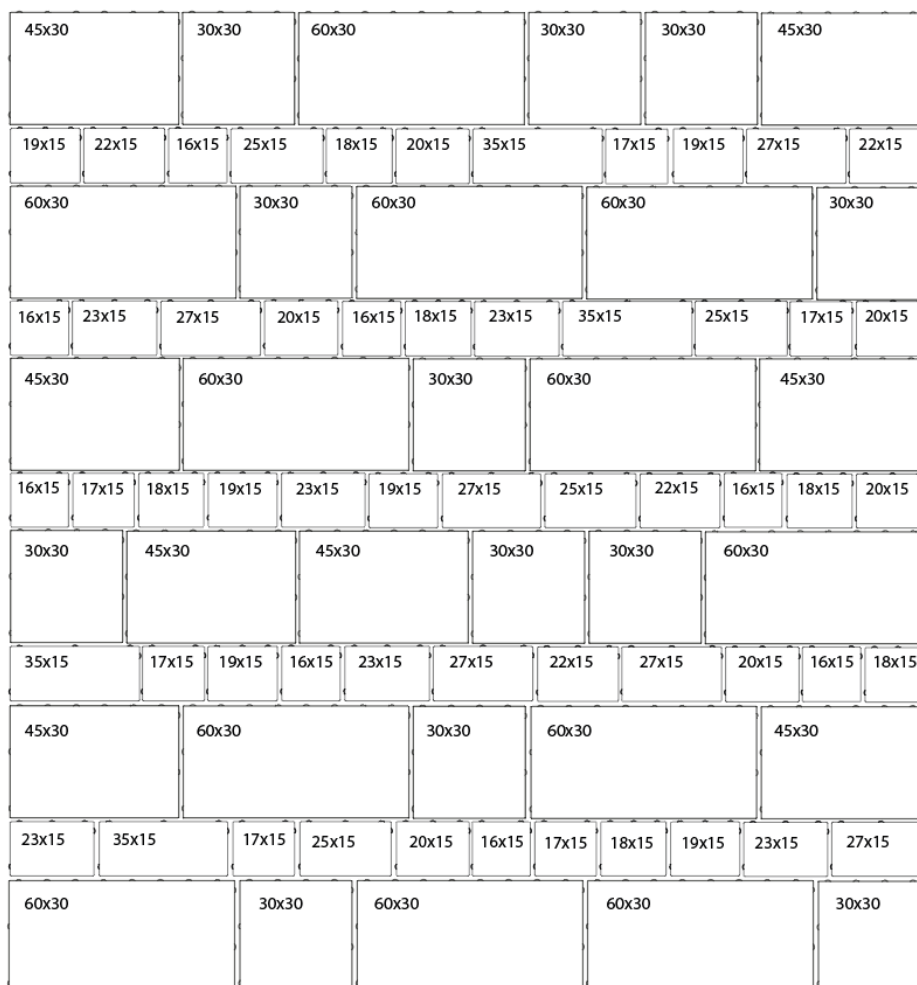 45x30 30x30 60x30 30x30 30x30 45x30
19x15 22x15 16x15 25x15 18x15 20x15 35x15 17x15 19x15 27x15 22x15
60x30 30x30 60x30 60x30 30x30
16x15 23x15 27x15 20x15 16x15 18x15 23x15 35x15 25x15 17x15 20x15
45x30 60x30 30x30 60x30 45x30
16x15 17x15 18x15 19x15 23x15 19x15 27x15 25x15 22x15 16x15 18x15 20x15
30x30 45x30 45x30 30x30 30x30 60x30
35x15 17x15 19x15 16x15 23x15 27x15 22x15 27x15 20x15 16x15 18x15
45x30 60x30 30x30 60x30 45x30
23x15 35x15 17x15 25x15 20x15 16x15 17x15 18x15 19x15 23x15 27x15
60x30 30x30 60x30 60x30 30x30